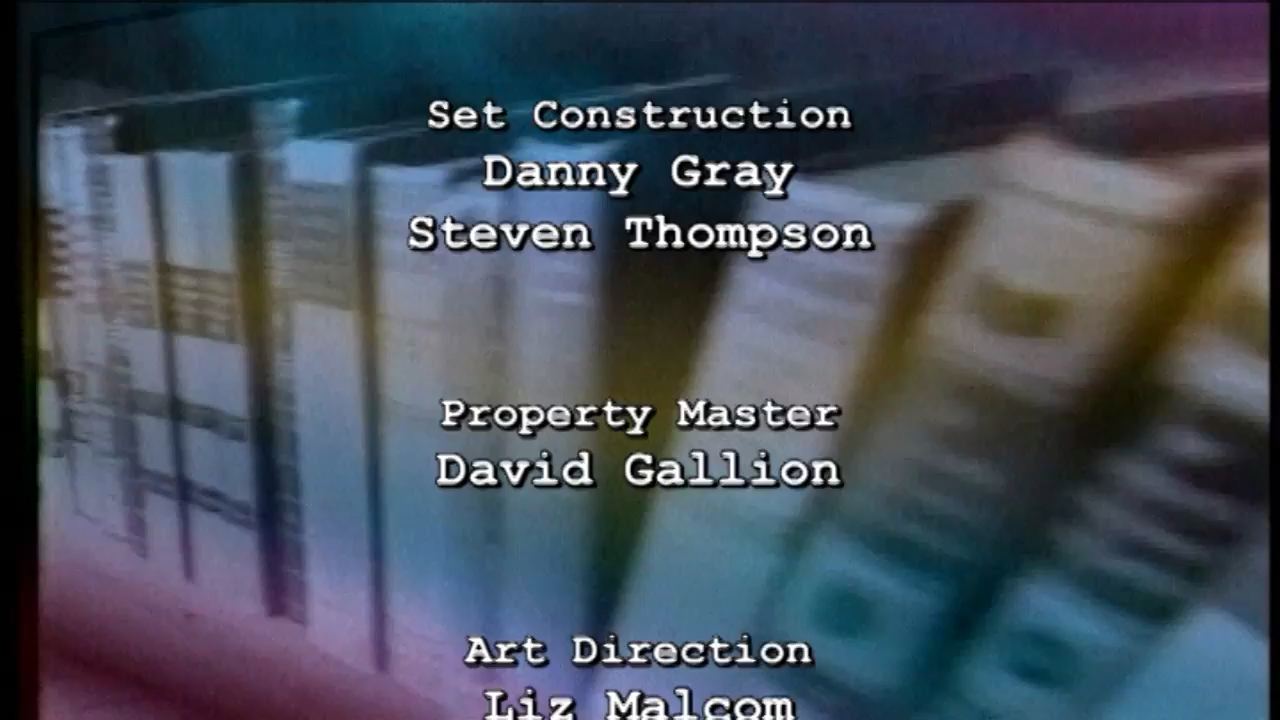 Set Construction
Danny Gray
Steven Thompson
Property Master
David Gallion
Art Direction
Liz Malcom